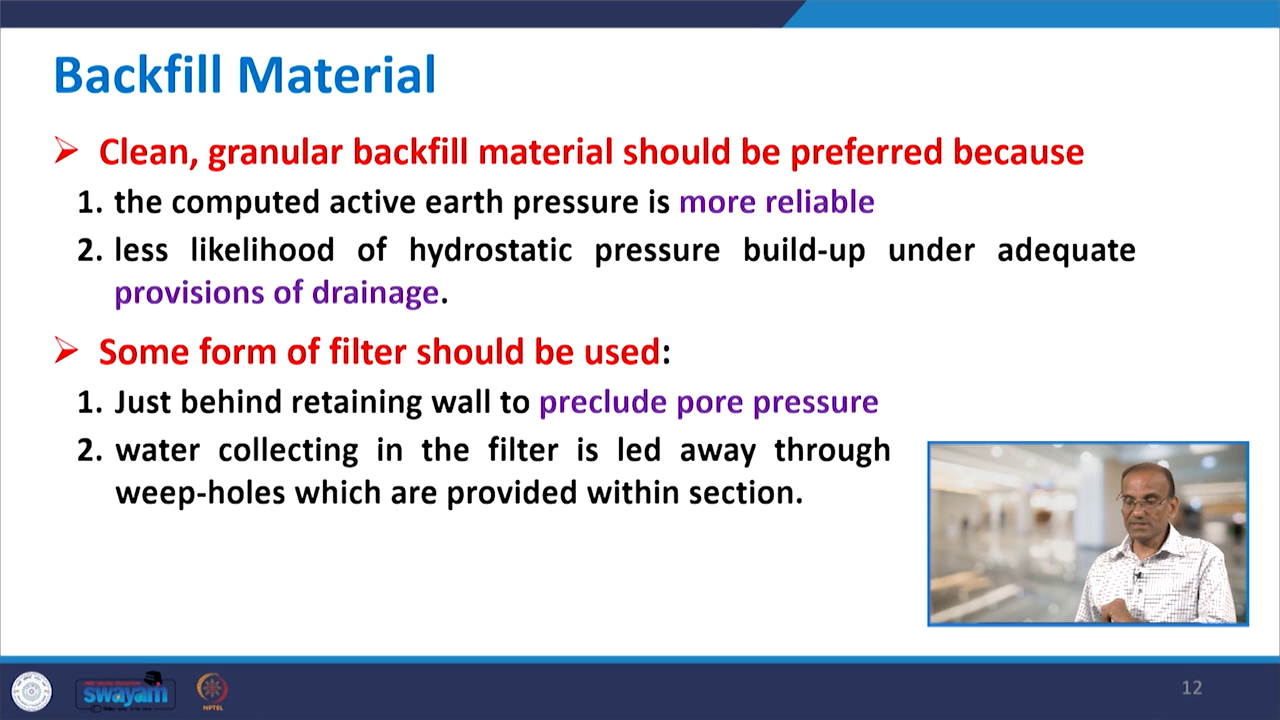 Backfill Material
➢ Clean, granular backfill material should be preferred because
1. the computed active earth pressure is more reliable
2. less likelihood of hydrostatic pressure build-up under adequate
provisions of drainage.
➢ Some form of filter should be used:
1. Just behind retaining wall to preclude pore pressure
2. water collecting in the filter is led away through
weep-holes which are provided within section.
swayam
NPTEL
12